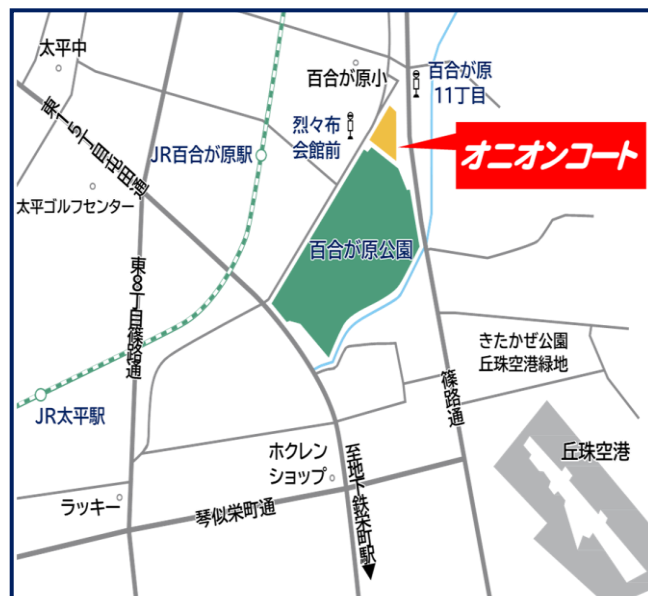 太平中
百合が原小
百合が原
11丁目
烈々布
会館前
東15丁目屯田通
JR百合が原駅
オニオンコート
太平ゴルフセンター
百合が原公園
東8丁目篠路通
きたかぜ公園
丘珠空港緑地
JR太平駅
篠路通
ホクレン
ショップ
至地下鉄栄町駅
丘珠空港
ラッキー
琴似栄町通